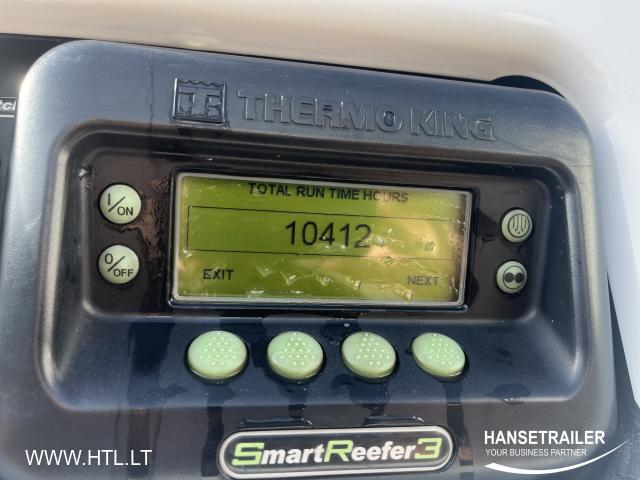 THERMO KING
TOTAL RUN TIME HOURS
10412
EXIT
NEXT
I/ON
O/OFF
SmartReefer3
WWW.HTL.LT
HANSETRAILER
YOUR BUSINESS PARTNER